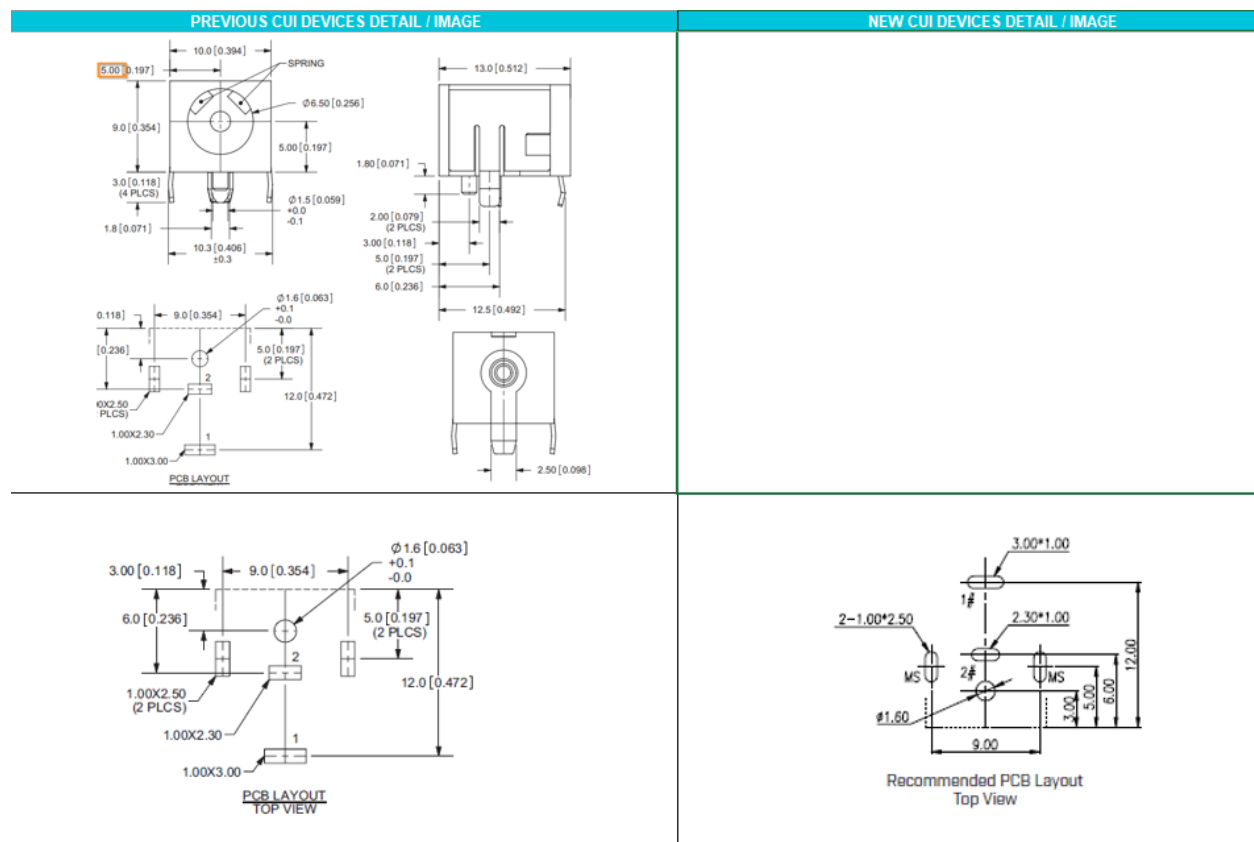 PREVIOUS CUI DEVICES DETAIL / IMAGE
NEW CUI DEVICES DETAIL / IMAGE
10.0 [0.394]
5.00 [0.197]
SPRING
Ø6.50 [0.256]
9.0 [0.354]
5.00 [0.197]
3.0 [0.118]
(4 PLCS)
Ø1.5 [0.059]
+0.0
-0.1
1.8 [0.071]
10.3 [0.406]
±0.3
13.0 [0.512]
1.80 [0.071]
2.00 [0.079]
(2 PLCS)
3.00 [0.118]
5.0 [0.197]
(2 PLCS)
6.0 [0.236]
12.5 [0.492]
Ø1.6 [0.063]
+0.1
-0.0
0.118]
9.0 [0.354]
[0.236]
5.0 [0.197]
(2 PLCS)
2
12.0 [0.472]
00X2.50
PLCS)
1.00X2.30
1
1.00X3.00
PCB LAYOUT
2.50 [0.098]
Ø1.6 [0.063]
+0.1
-0.0
3.00 [0.118]
9.0 [0.354]
6.0 [0.236]
5.0 [0.197]
(2 PLCS)
2
12.0 [0.472]
1.00X2.50
(2 PLCS)
1.00X2.30
1
1.00X3.00
PCB LAYOUT
TOP VIEW
3.00*1.00
1#
2-1.00*2.50
2.30*1.00
MS
2#
MS
12.00
6.00
5.00
3.00
ø1.60
9.00
Recommended PCB Layout
Top View